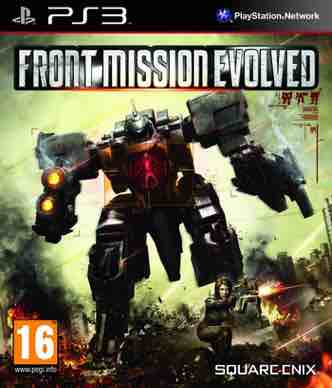 PS3
PlayStation Network
FRONT MISSION EVOLVED
16
www.pegi.info
SQUARE ENIX